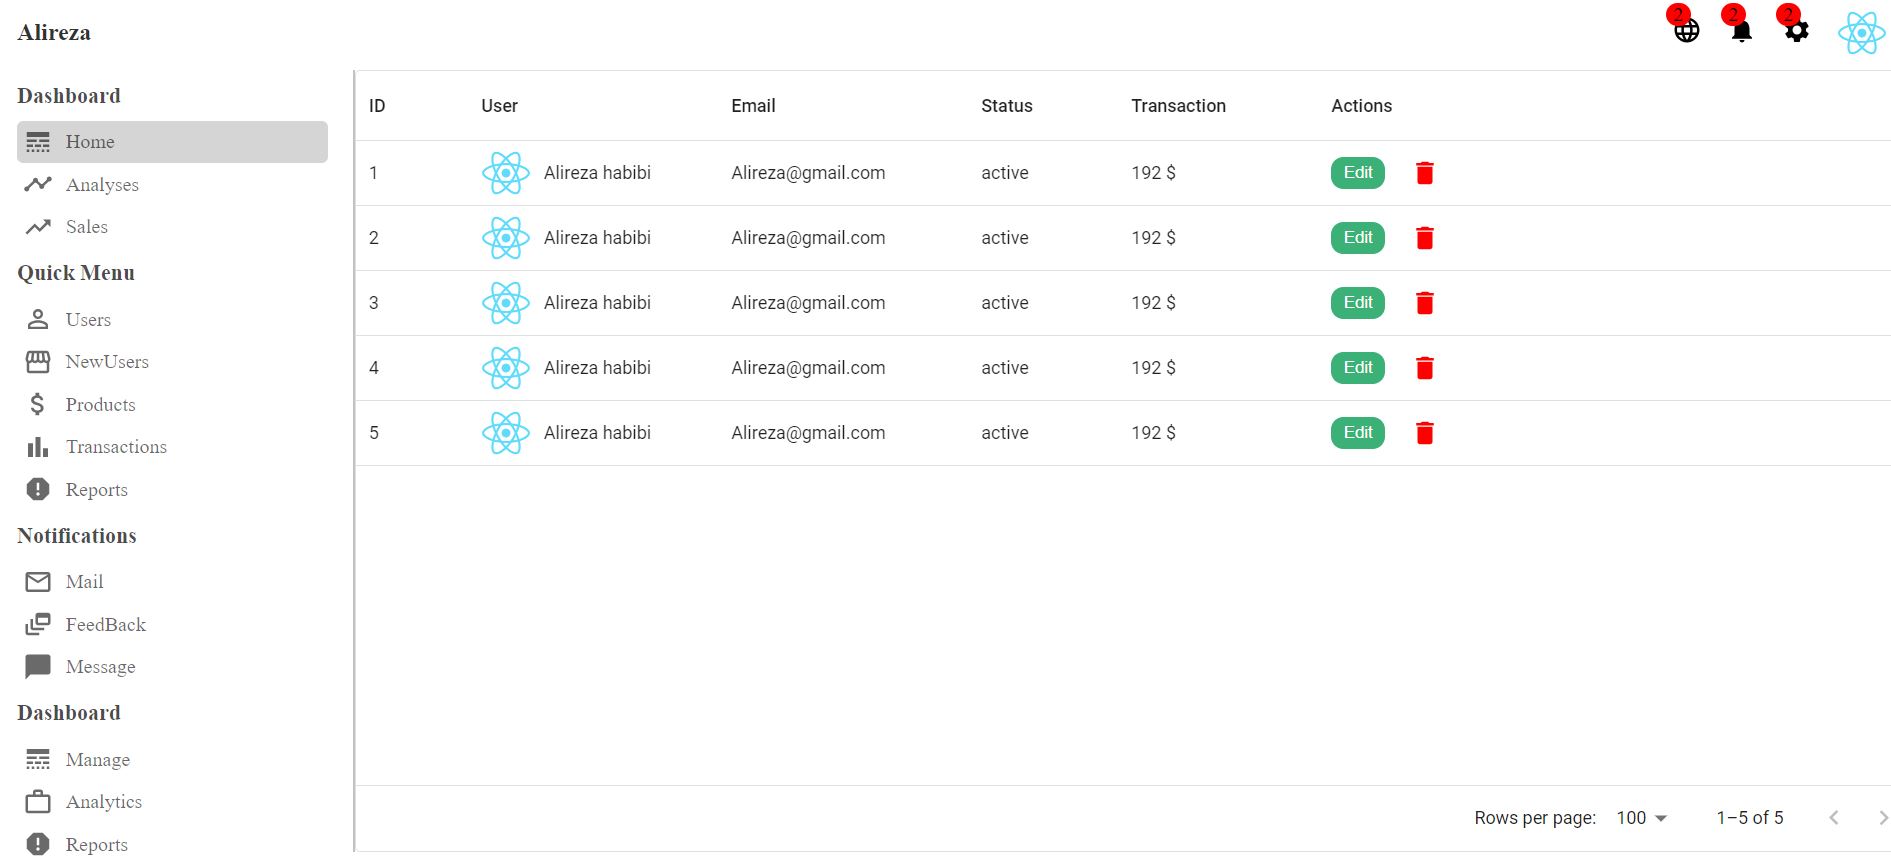 Alireza
2 2 2
Dashboard
Home
Analyses
Sales
Quick Menu
Users
NewUsers
Products
Transactions
Reports
Notifications
Mail
FeedBack
Message
Dashboard
Manage
Analytics
Reports
ID User Email Status Transaction Actions
1 Alireza habibi Alireza@gmail.com active 192 $ Edit
2 Alireza habibi Alireza@gmail.com active 192 $ Edit
3 Alireza habibi Alireza@gmail.com active 192 $ Edit
4 Alireza habibi Alireza@gmail.com active 192 $ Edit
5 Alireza habibi Alireza@gmail.com active 192 $ Edit
Rows per page: 100 1–5 of 5